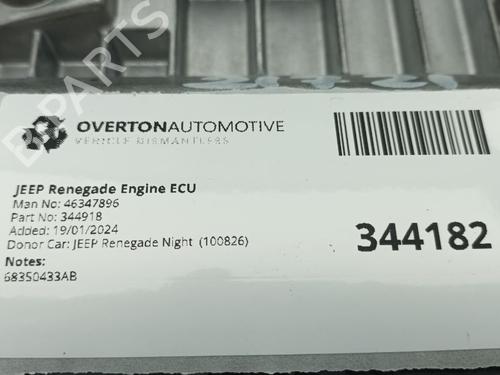 B-PARTS
OVERTONAUTOMOTIVE
VEHICLE DISMANTLERS
JEEP Renegade Engine ECU
Man No: 46347896
Part No: 344918
Added: 19/01/2024
Donor Car: JEEP Renegade Night (100826)
344182
Notes:
68350433AB